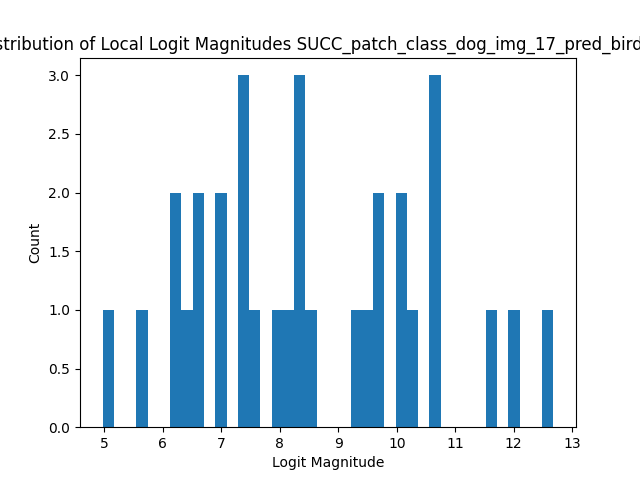 stribution of Local Logit Magnitudes SUCC_patch_class_dog_img_17_pred_bird
3.0
2.5
2.0
1.5
1.0
0.5
0.0
Count
5 6 7 8 9 10 11 12 13
Logit Magnitude